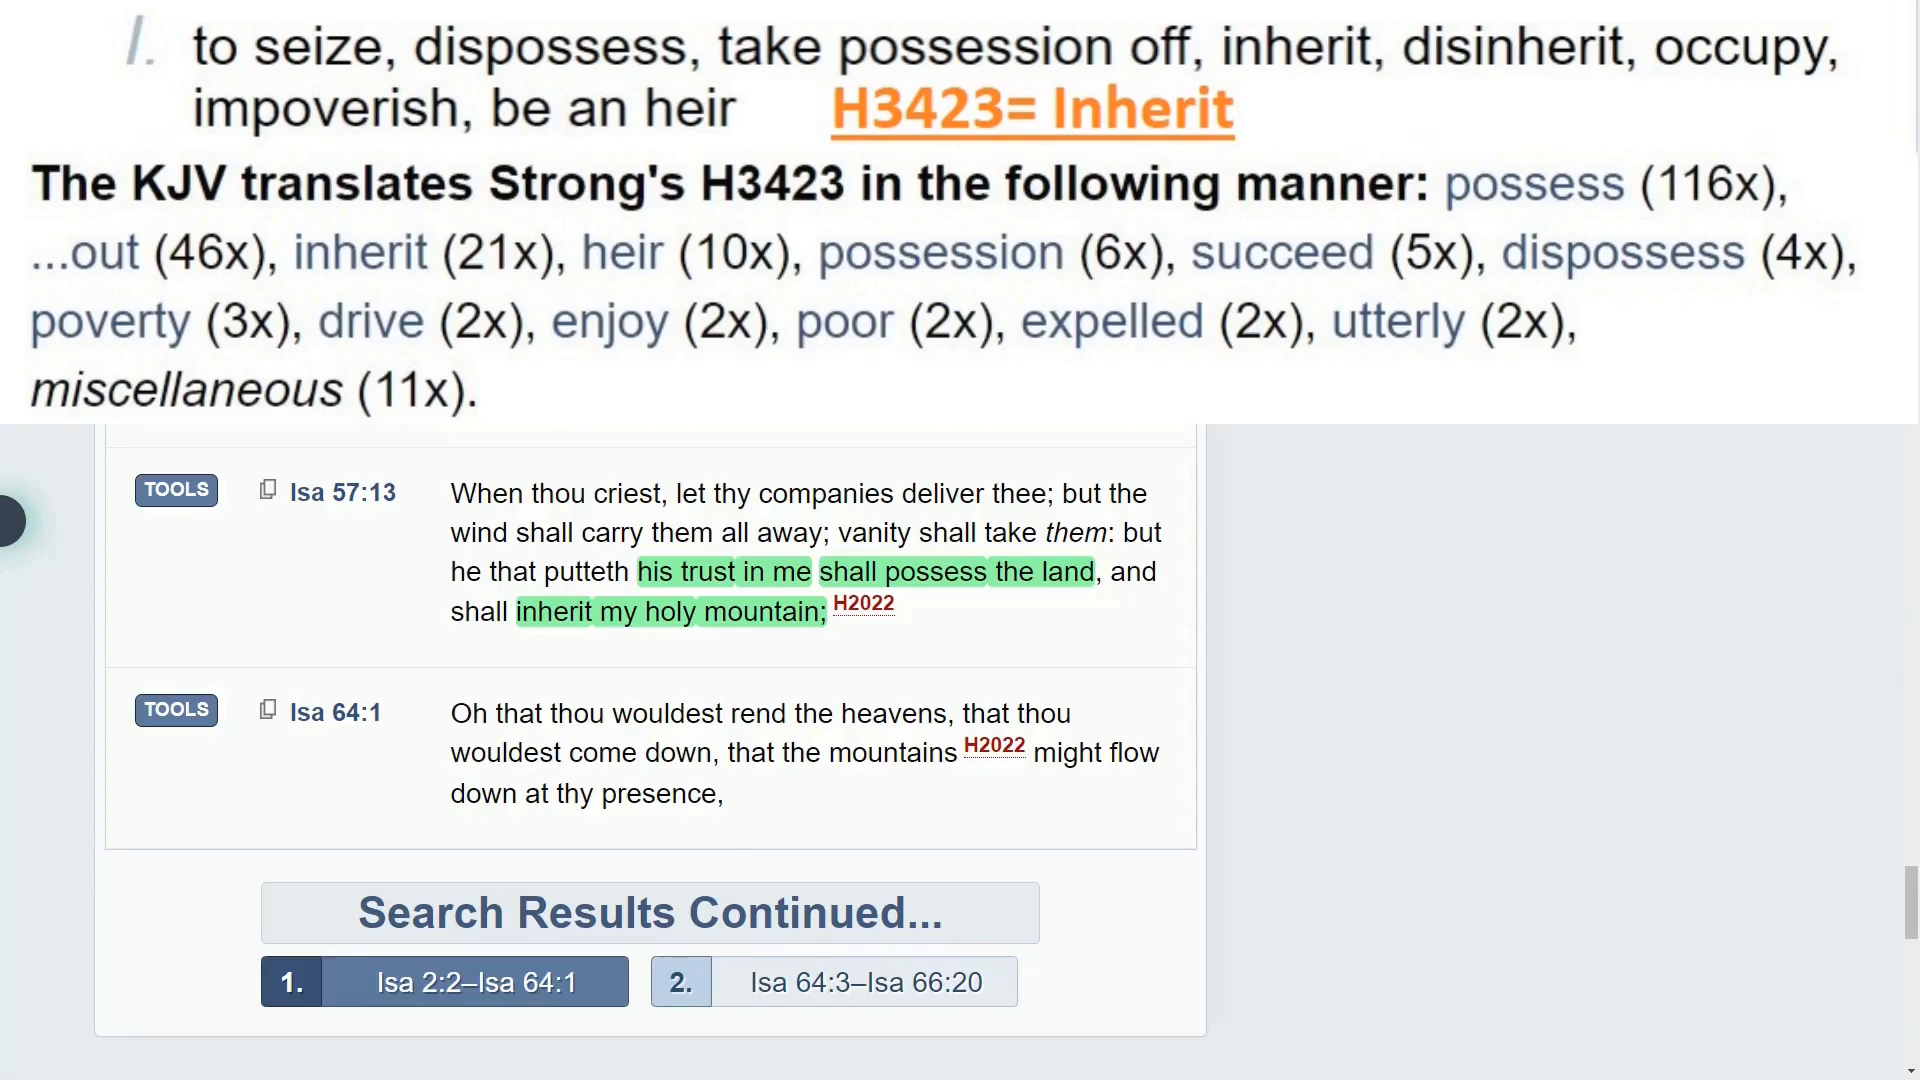 I. to seize, dispossess, take possession off, inherit, disinherit, occupy,
impoverish, be an heir H3423= Inherit
The KJV translates Strong's H3423 in the following manner: possess (116x),
...out (46x), inherit (21x), heir (10x), possession (6x), succeed (5x), dispossess (4x),
poverty (3x), drive (2x), enjoy (2x), poor (2x), expelled (2x), utterly (2x),
miscellaneous (11x).
TOOLS Isa 57:13 When thou criest, let thy companies deliver thee; but the
wind shall carry them all away; vanity shall take them: but
he that putteth his trust in me shall possess the land, and
shall inherit my holy mountain; H2022
TOOLS Isa 64:1 Oh that thou wouldest rend the heavens, that thou
wouldest come down, that the mountains H2022 might flow
down at thy presence,
Search Results Continued...
1. Isa 2:2–Isa 64:1 2. Isa 64:3–Isa 66:20